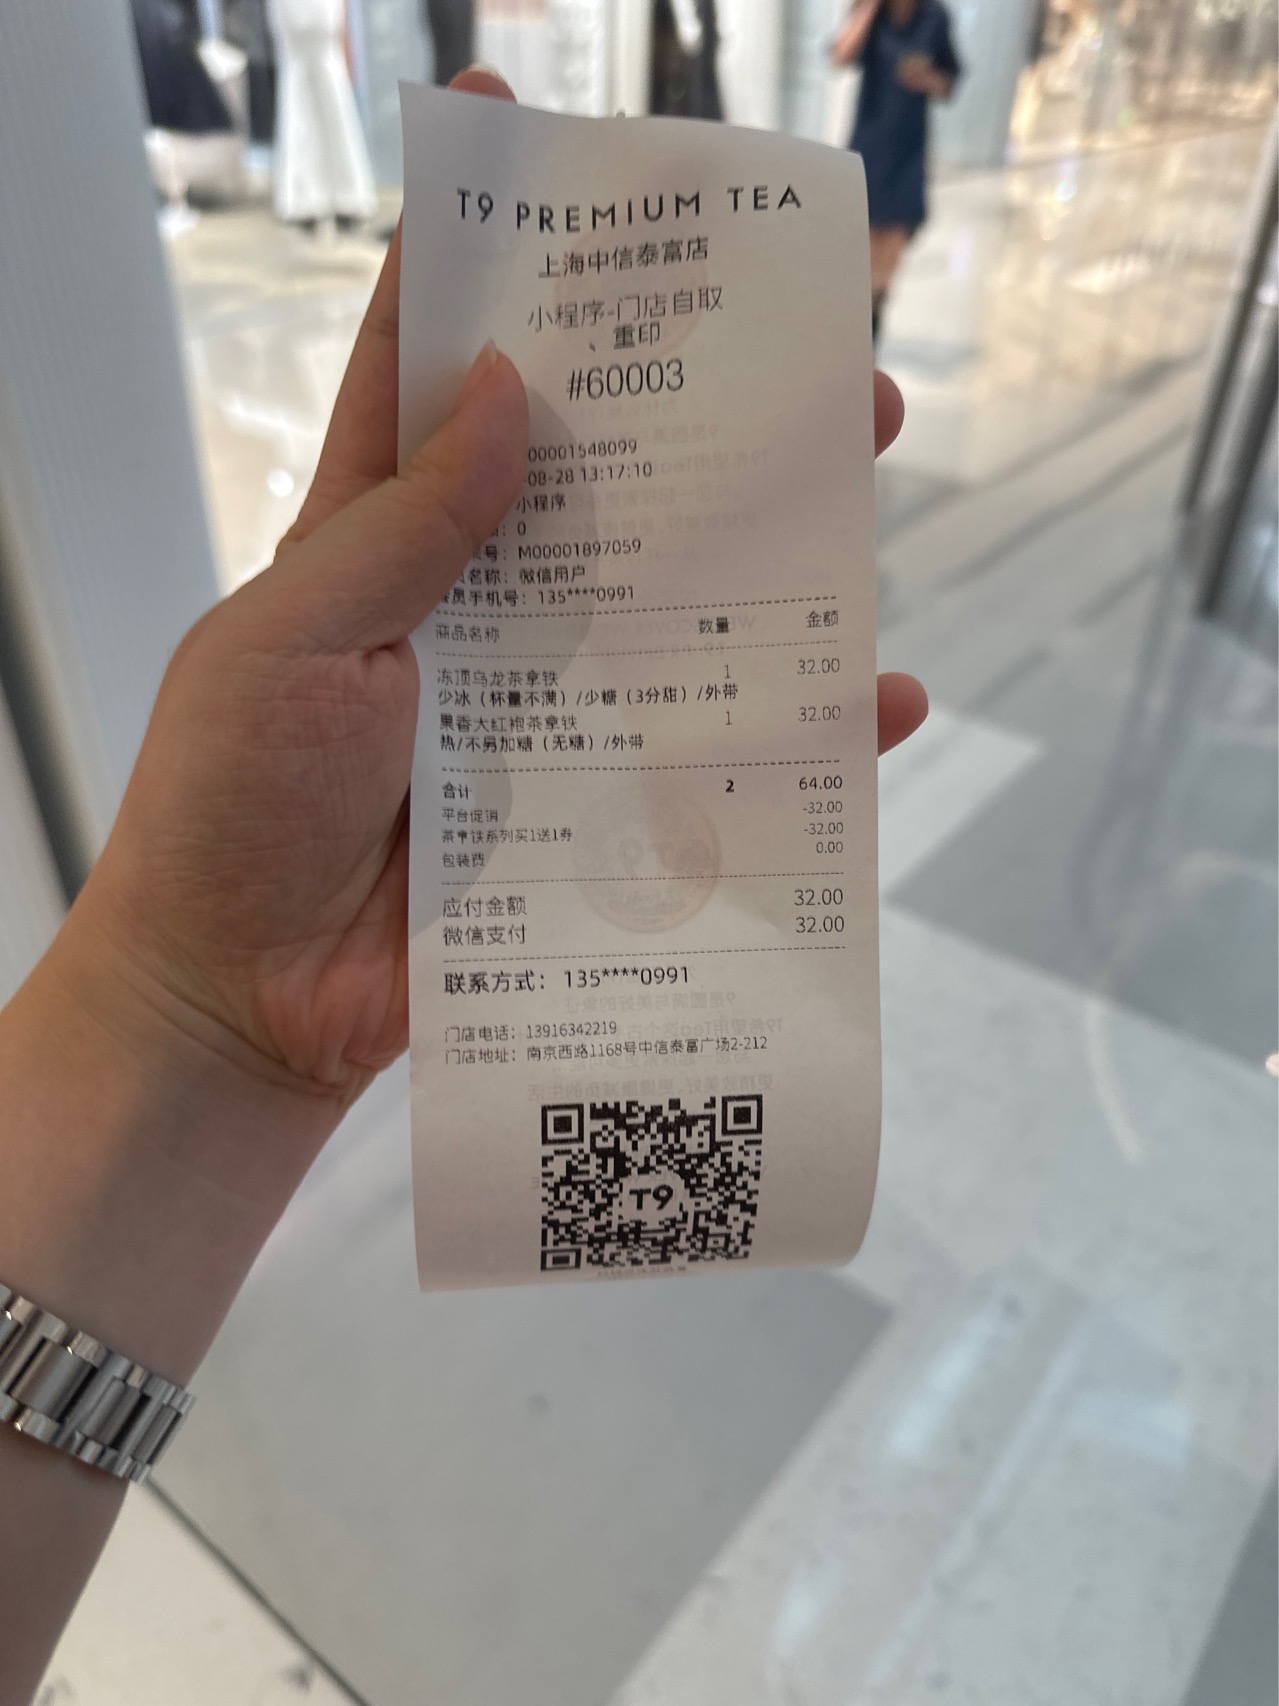 T9 PREMIUM TEA
上海中信泰富店
小程序-门店自取
、重印
#60003
00001548099
-08-28 13:17:10
小程序
: 0
号: M00001897059
名称: 微信用户
员手机号: 135****0991
商品名称 数量 金额
冻顶乌龙茶拿铁 1 32.00
少冰（杯量不满）/少糖（3分甜）/外带
果香大红袍茶拿铁 1 32.00
热/不另加糖（无糖）/外带
合计 2 64.00
平台促销 -32.00
茶拿铁系列买1送1券 -32.00
包装费 0.00
应付金额 32.00
微信支付 32.00
联系方式: 135****0991
门店电话: 13916342219
门店地址: 南京西路1168号中信泰富广场2-212
T9